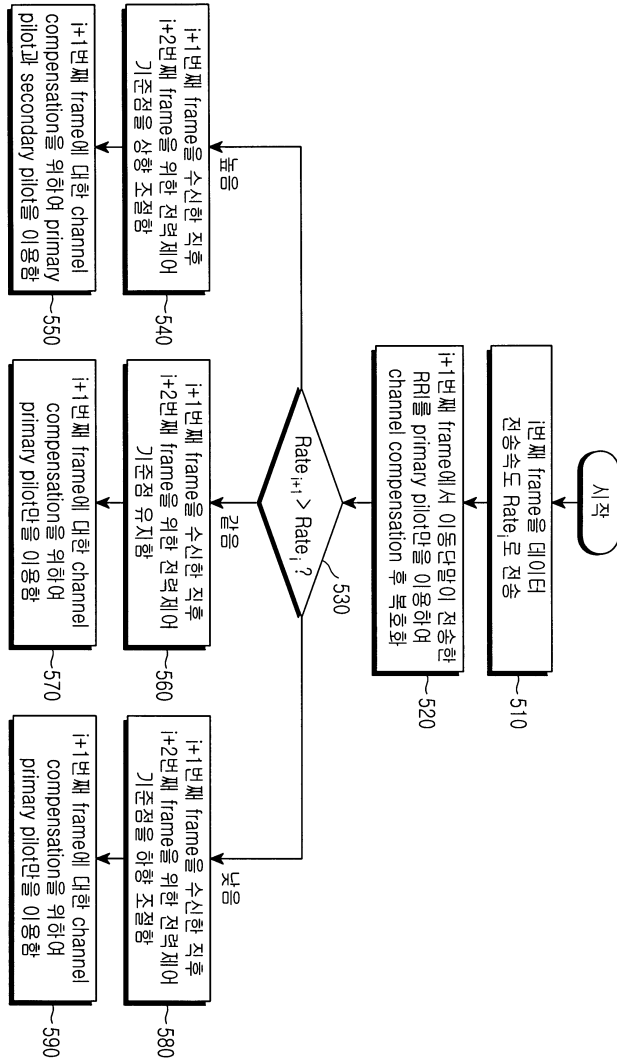 시작
i번째 frame을 데이터
전송속도 Rate i로 전송
510
i+1번째 frame에서 이동단말이 전송한
RRI를 primary pilot만을 이용하여
channel compensation 후 복호화
520
Rate i+1 > Rate i ?
530
높음
i+1번째 frame을 수신한 직후
i+2번째 frame을 위한 전력제어
기준점을 상향 조절함
540
i+1번째 frame에 대한 channel
compensation을 위하여 primary
pilot과 secondary pilot을 이용함
550
같음
i+1번째 frame을 수신한 직후
i+2번째 frame을 위한 전력제어
기준점 유지함
560
i+1번째 frame에 대한 channel
compensation을 위하여
primary pilot만을 이용함
570
낮음
i+1번째 frame을 수신한 직후
i+2번째 frame을 위한 전력제어
기준점을 하향 조절함
580
i+1번째 frame에 대한 channel
compensation을 위하여
primary pilot만을 이용함
590